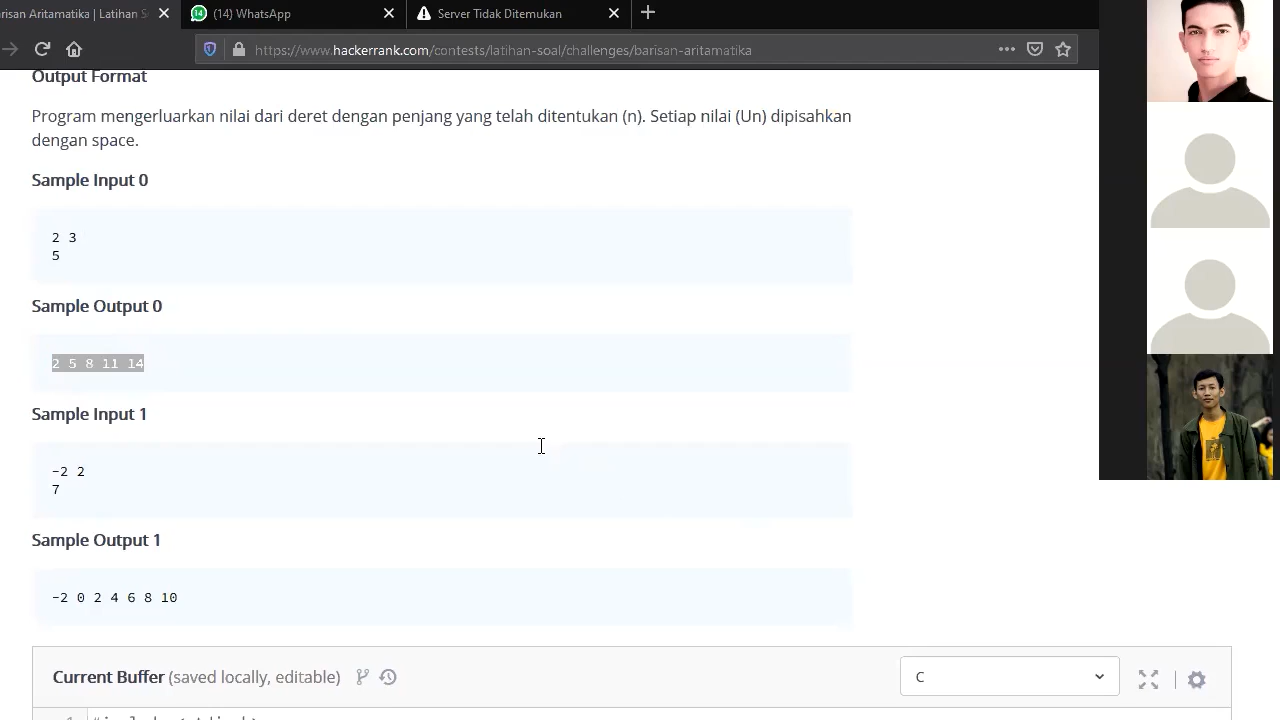 risan Aritamatika | Latihan S
(14) WhatsApp
Server Tidak Ditemukan
https://www.hackerrank.com/contests/latihan-soal/challenges/barisan-aritamatika
Output Format
Program mengerluarkan nilai dari deret dengan penjang yang telah ditentukan (n). Setiap nilai (Un) dipisahkan
dengan space.
Sample Input 0
2 3
5
Sample Output 0
2 5 8 11 14
Sample Input 1
-2 2
7
Sample Output 1
-2 0 2 4 6 8 10
Current Buffer (saved locally, editable)
C
1